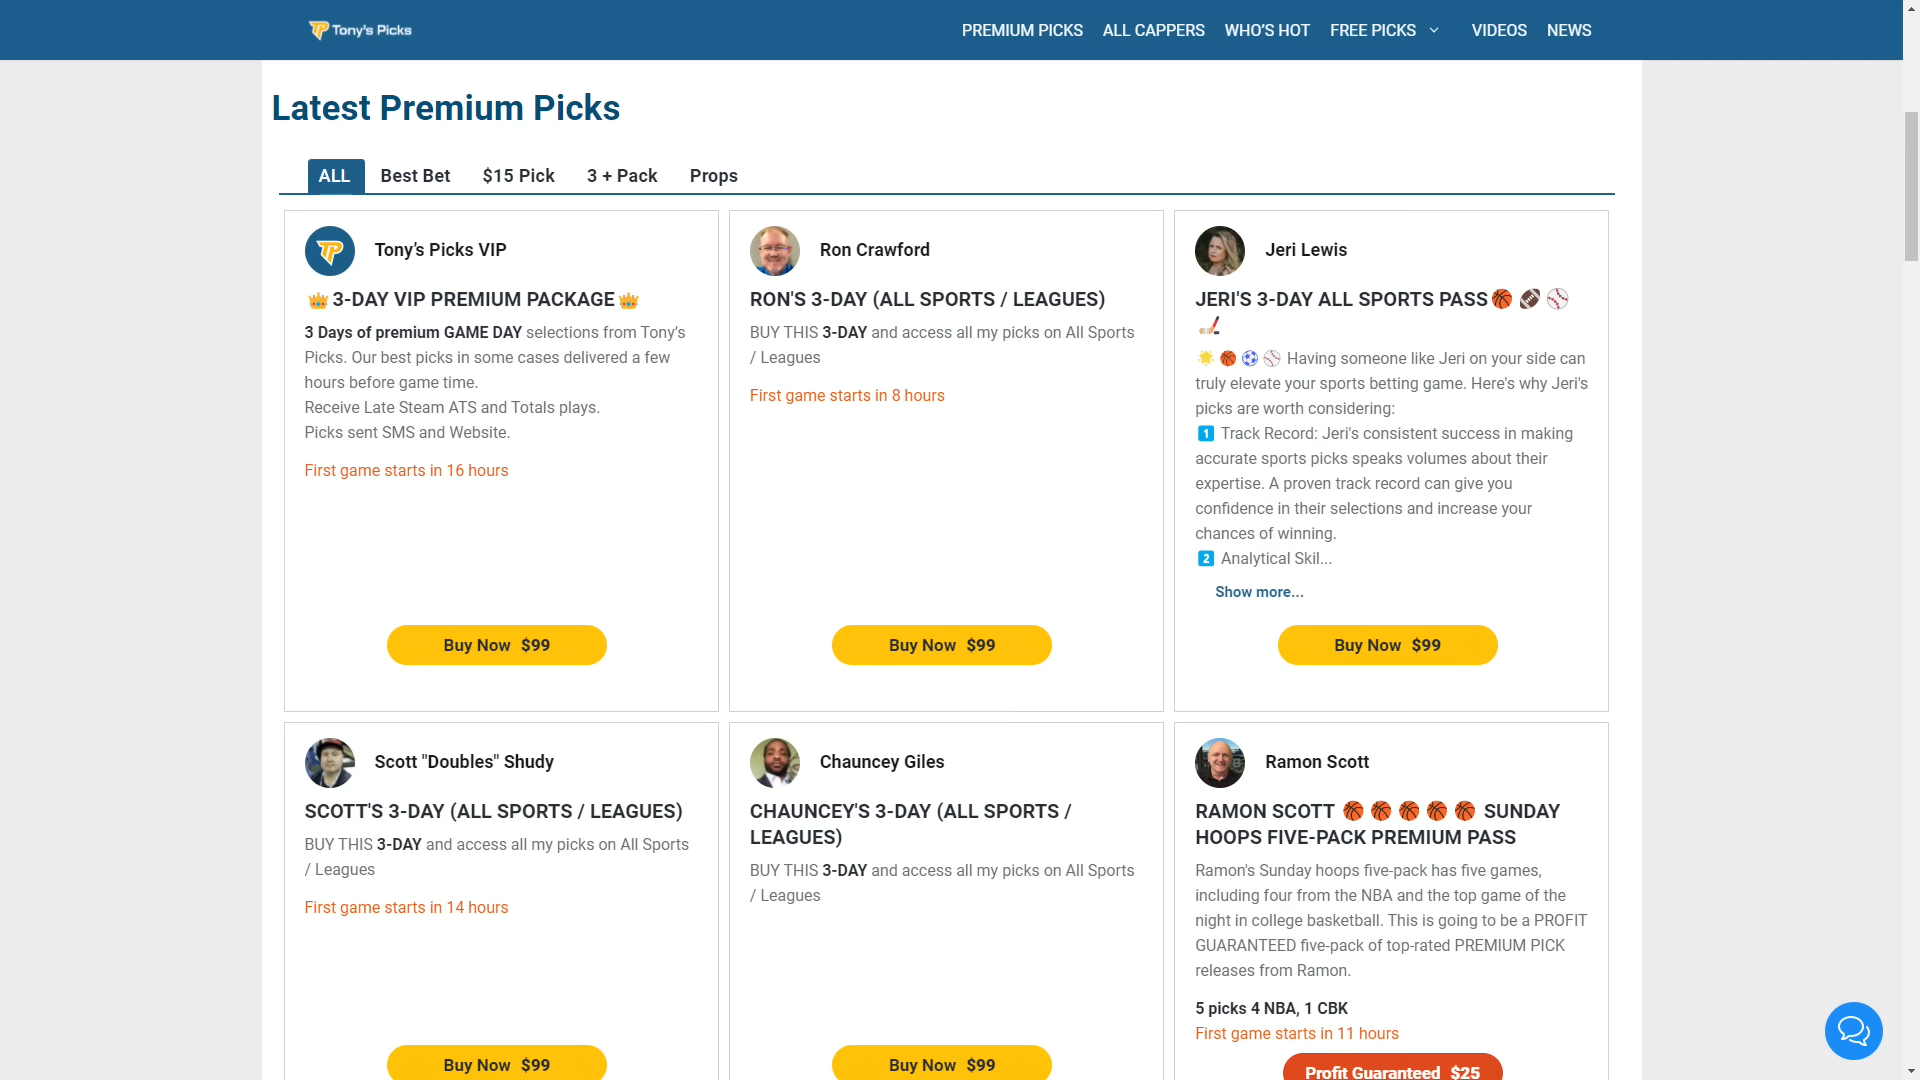 Tony's Picks
PREMIUM PICKS
ALL CAPPERS
WHO'S HOT
FREE PICKS
VIDEOS
NEWS
Latest Premium Picks
ALL
Best Bet
$15 Pick
3 + Pack
Props
Tony's Picks VIP
👑3-DAY VIP PREMIUM PACKAGE👑
3 Days of premium GAME DAY selections from Tony's
Picks. Our best picks in some cases delivered a few
hours before game time.
Receive Late Steam ATS and Totals plays.
Picks sent SMS and Website.
First game starts in 16 hours
Buy Now $99
Ron Crawford
RON'S 3-DAY (ALL SPORTS / LEAGUES)
BUY THIS 3-DAY and access all my picks on All Sports
/ Leagues
First game starts in 8 hours
Buy Now $99
Jeri Lewis
JERI'S 3-DAY ALL SPORTS PASS🏀 🏈 ⚾
🏒
🌟 🏀 ⚽ ⚾ Having someone like Jeri on your side can
truly elevate your sports betting game. Here's why Jeri's
picks are worth considering:
1️⃣ Track Record: Jeri's consistent success in making
accurate sports picks speaks volumes about their
expertise. A proven track record can give you
confidence in their selections and increase your
chances of winning.
2️⃣ Analytical Skil...
Show more...
Buy Now $99
Scott "Doubles" Shudy
SCOTT'S 3-DAY (ALL SPORTS / LEAGUES)
BUY THIS 3-DAY and access all my picks on All Sports
/ Leagues
First game starts in 14 hours
Buy Now $99
Chauncey Giles
CHAUNCEY'S 3-DAY (ALL SPORTS /
LEAGUES)
BUY THIS 3-DAY and access all my picks on All Sports
/ Leagues
Buy Now $99
Ramon Scott
RAMON SCOTT 🏀 🏀 🏀 🏀 🏀 SUNDAY
HOOPS FIVE-PACK PREMIUM PASS
Ramon's Sunday hoops five-pack has five games,
including four from the NBA and the top game of the
night in college basketball. This is going to be a PROFIT
GUARANTEED five-pack of top-rated PREMIUM PICK
releases from Ramon.
5 picks 4 NBA, 1 CBK
First game starts in 11 hours
Profit Guaranteed $25